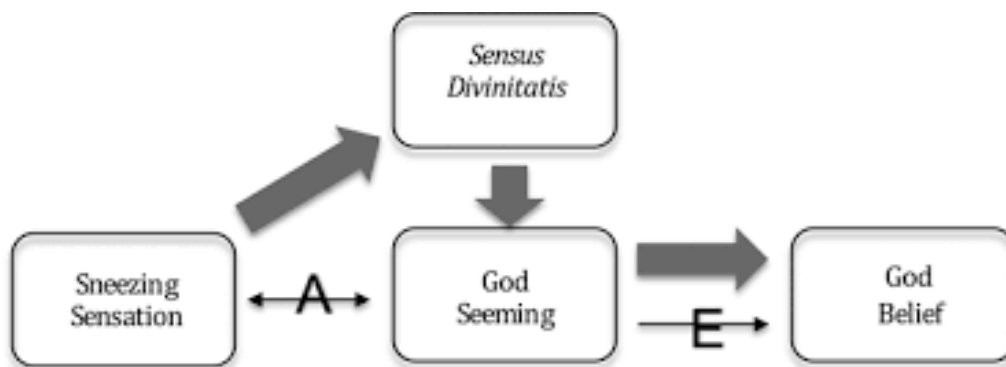 Sensus
Divinitatis
Sneezing
Sensation
A
God
Seeming
E
God
Belief